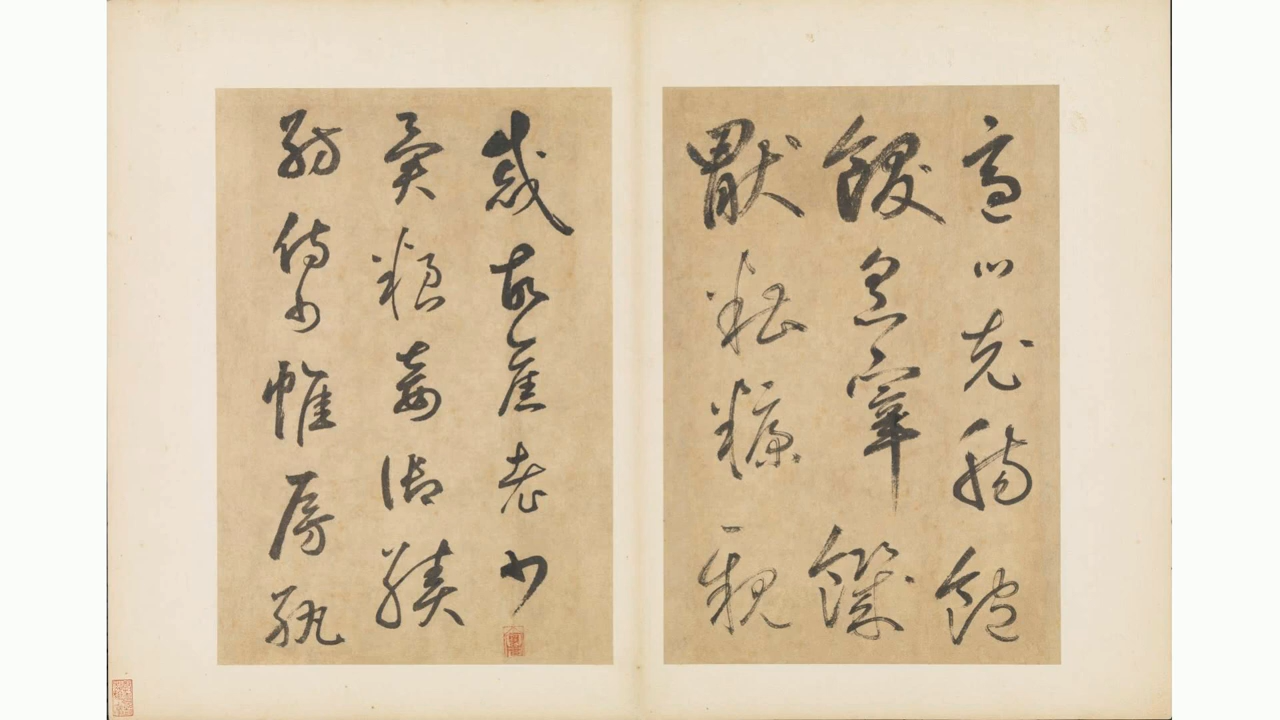 適口充腸飽
飫烹宰饑
猒糟糠親
戚故舊老少
異糧妾御績
紡侍巾帷房紈